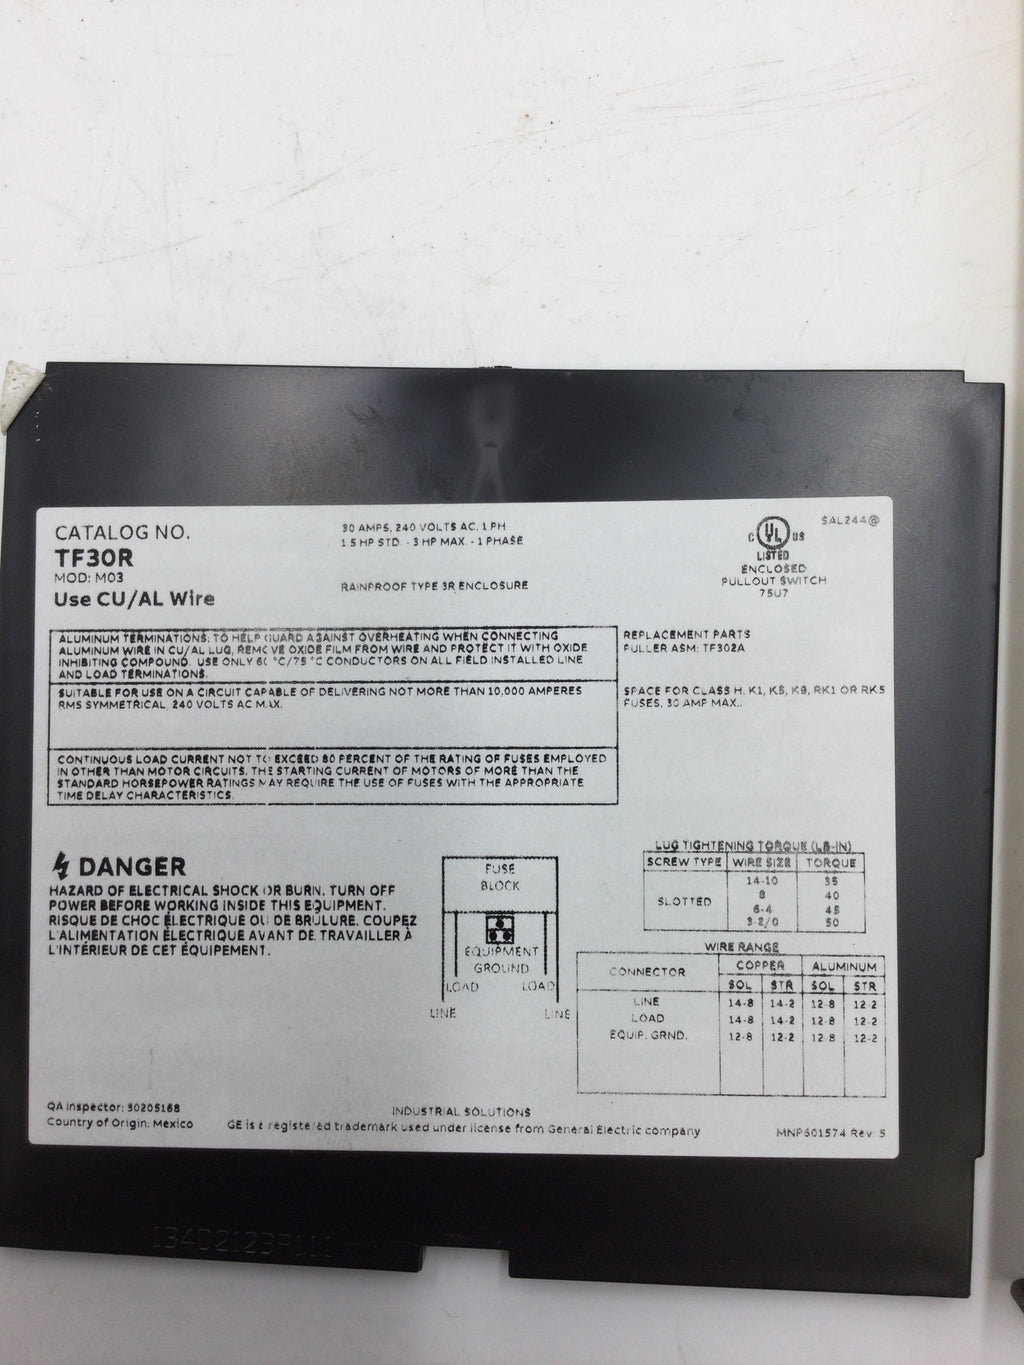 CATALOG NO.
TF30R
MOD: M03
Use CU/AL Wire
30 AMPS, 240 VOLTS AC, 1 PH
1.5 HP STD. - 3 HP MAX. - 1 PHASE
RAINPROOF TYPE 3R ENCLOSURE
SAL244@
C UL US
LISTED
ENCLOSED
PULLOUT SWITCH
75U7
ALUMINUM TERMINATIONS: TO HELP GUARD AGAINST OVERHEATING WHEN CONNECTING
ALUMINUM WIRE IN CU/AL LUG, REMOVE OXIDE FILM FROM WIRE AND PROTECT IT WITH OXIDE
INHIBITING COMPOUND. USE ONLY 60 °C/75 °C CONDUCTORS ON ALL FIELD INSTALLED LINE
AND LOAD TERMINATIONS.
SUITABLE FOR USE ON A CIRCUIT CAPABLE OF DELIVERING NOT MORE THAN 10,000 AMPERES
RMS SYMMETRICAL, 240 VOLTS AC MAX.
CONTINUOUS LOAD CURRENT NOT TO EXCEED 80 PERCENT OF THE RATING OF FUSES EMPLOYED
IN OTHER THAN MOTOR CIRCUITS. THE STARTING CURRENT OF MOTORS OF MORE THAN THE
STANDARD HORSEPOWER RATINGS MAY REQUIRE THE USE OF FUSES WITH THE APPROPRIATE
TIME DELAY CHARACTERISTICS.
REPLACEMENT PARTS
PULLER ASM: TF302A
SPACE FOR CLASS H, K1, K5, K9, RK1 OR RK5
FUSES, 30 AMP MAX..
DANGER
HAZARD OF ELECTRICAL SHOCK OR BURN. TURN OFF
POWER BEFORE WORKING INSIDE THIS EQUIPMENT.
RISQUE DE CHOC ÉLECTRIQUE OU DE BRÛLURE. COUPEZ
L'ALIMENTATION ÉLECTRIQUE AVANT DE TRAVAILLER À
L'INTÉRIEUR DE CET ÉQUIPEMENT.
FUSE
BLOCK
EQUIPMENT
GROUND
LOAD LOAD
LINE LINE
LUG TIGHTENING TORQUE (LB-IN)
SCREW TYPE WIRE SIZE TORQUE
SLOTTED
14-10 35
8 40
6-4 45
3-2/0 50
WIRE RANGE
CONNECTOR COPPER ALUMINUM
SOL STR SOL STR
LINE 14-8 14-2 12-8 12-2
LOAD 14-8 14-2 12-8 12-2
EQUIP. GRND. 12-8 12-2 12-8 12-2
QA Inspector: 30205168
Country of Origin: Mexico
INDUSTRIAL SOLUTIONS
GE is a registered trademark used under license from General Electric company
MNP601574 Rev: 5